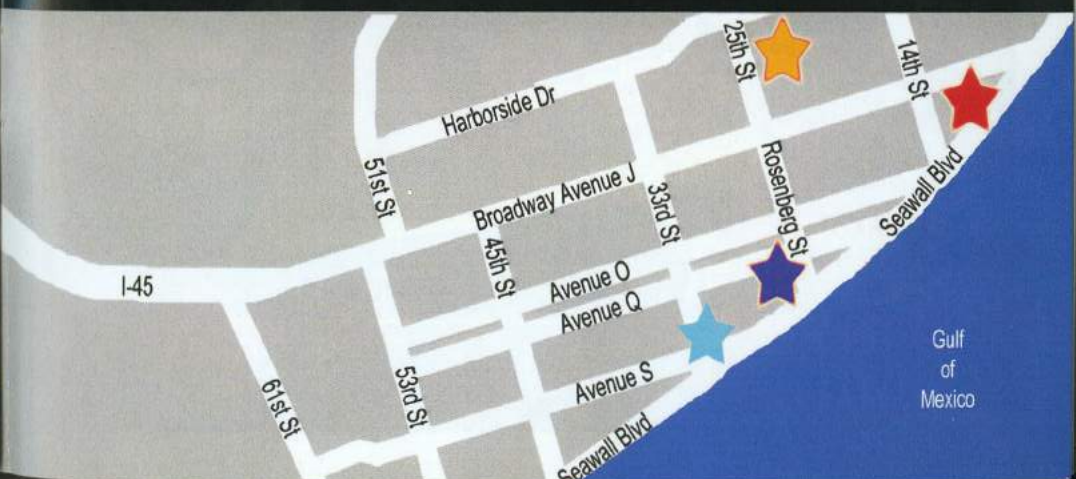 25th St
14th St
Harborside Dr
51st St
Broadway Avenue J
33rd St
Rosenberg St
Seawall Blvd
45th St
Avenue O
I-45
Avenue Q
Gulf
of
Mexico
61st St
53rd St
Avenue S
Seawall Blvd